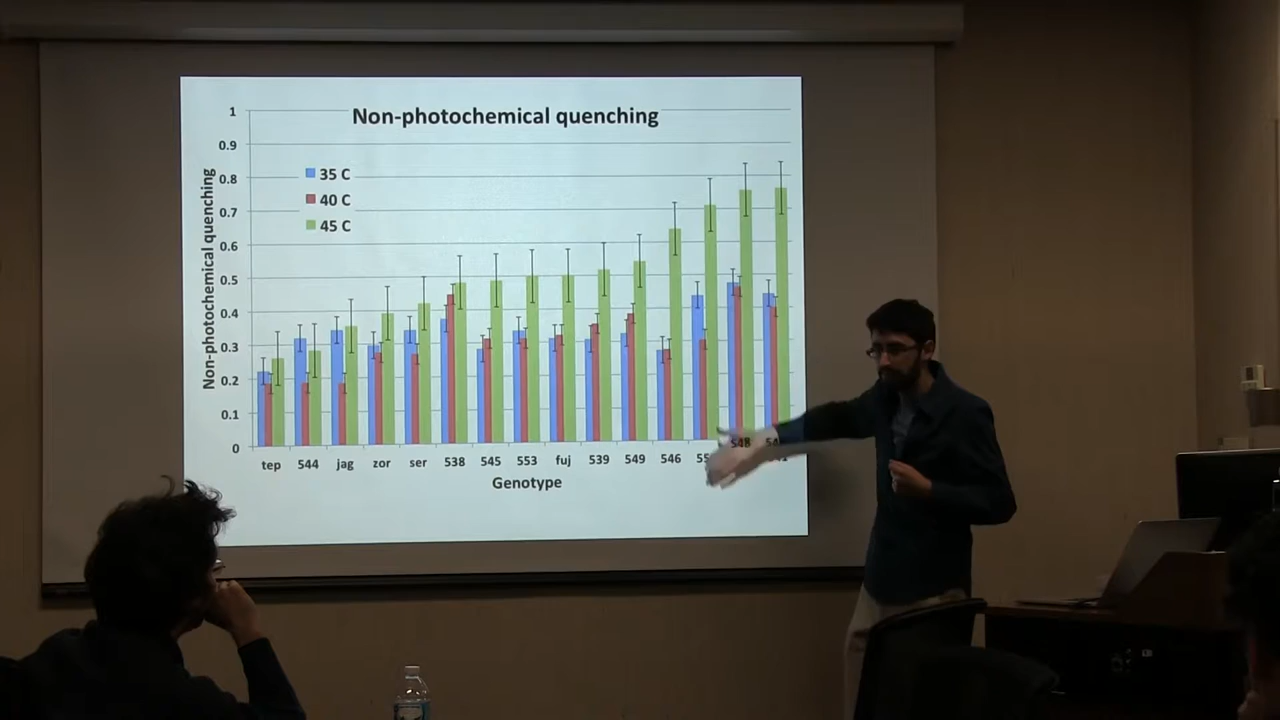 Non-photochemical quenching
1
0.9
0.8
0.7
0.6
0.5
0.4
0.3
0.2
0.1
0
Non-photochemical quenching
35 C
40 C
45 C
tep 544 jag zor ser 538 545 553 fuj 539 549 546 548
Genotype